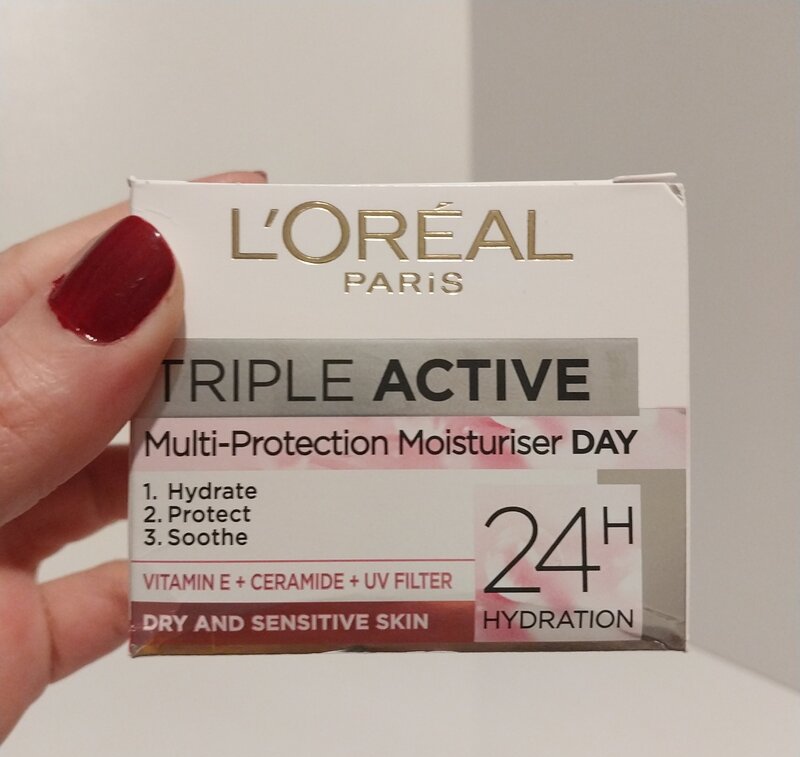 L'ORÉAL
PARiS
TRIPLE ACTIVE
Multi-Protection Moisturiser DAY
1. Hydrate
2. Protect
3. Soothe
VITAMIN E + CERAMIDE + UV FILTER
DRY AND SENSITIVE SKIN
24H
HYDRATION